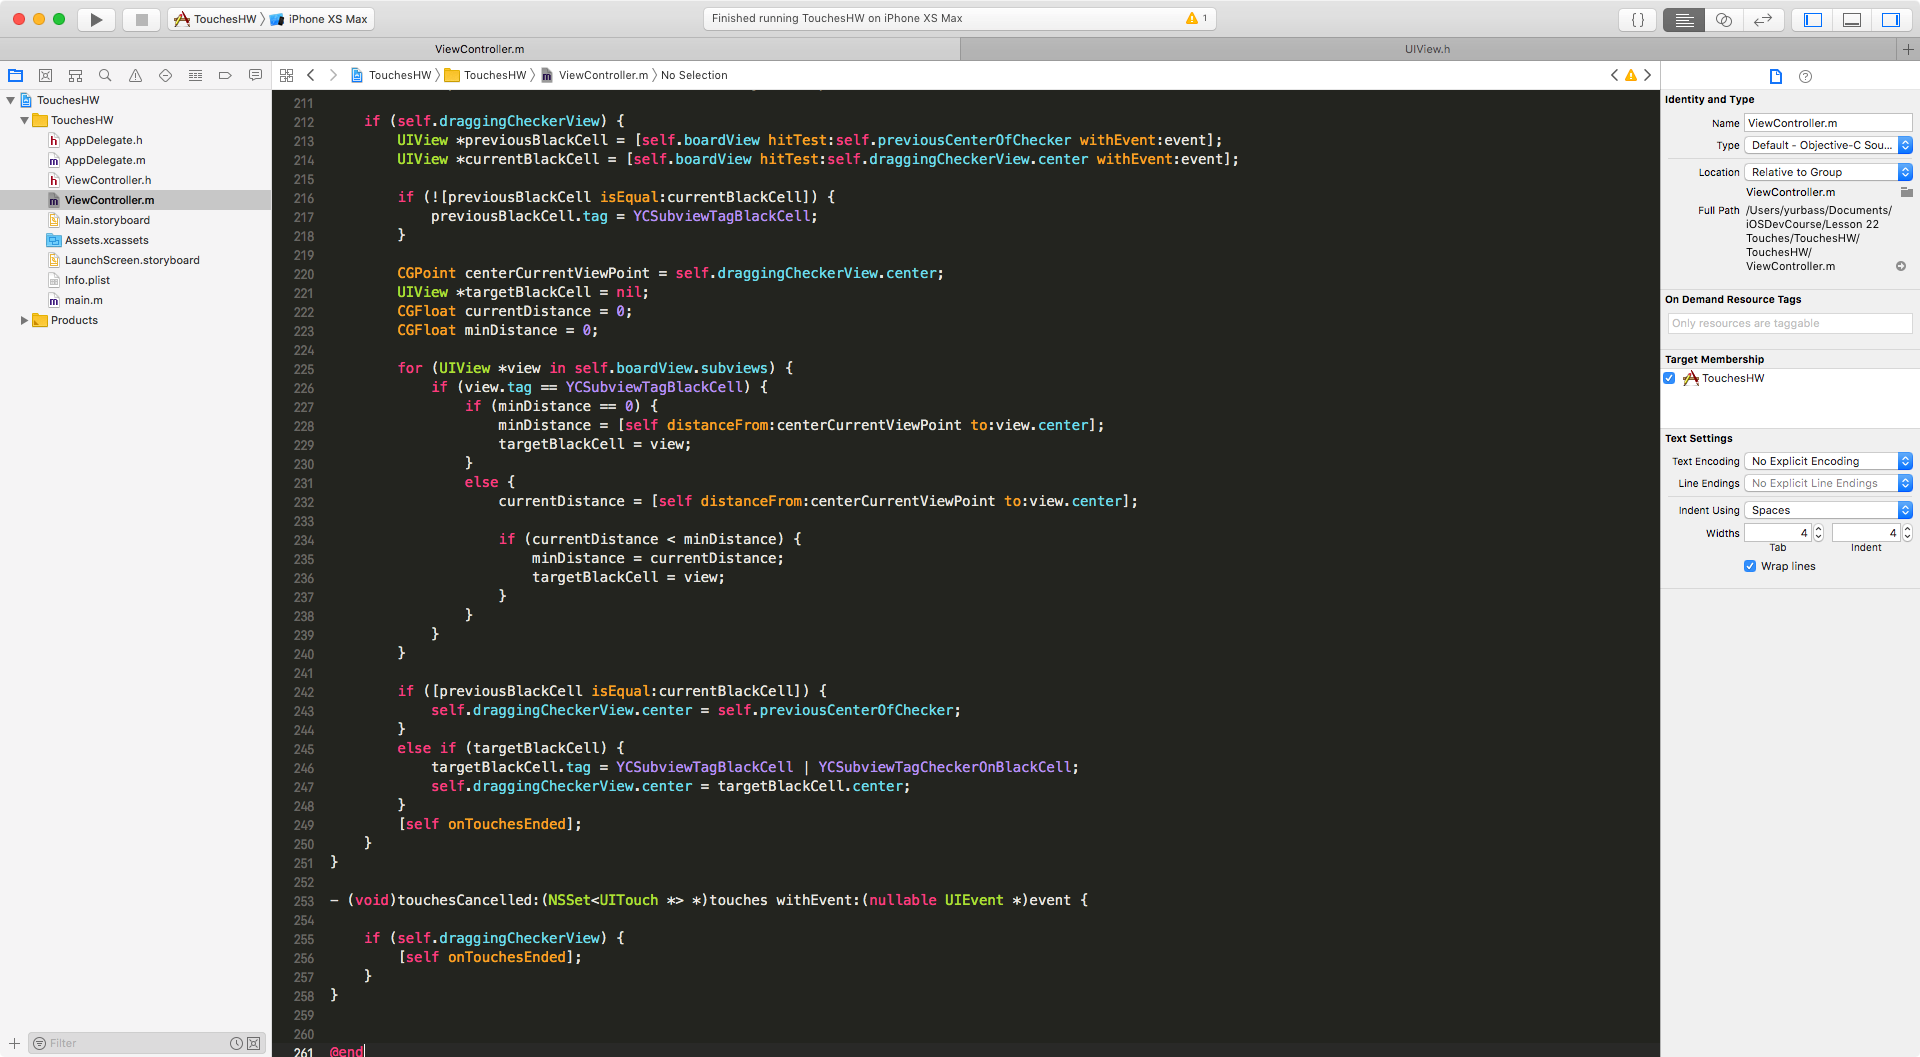 TouchesHW
iPhone XS Max
Finished running TouchesHW on iPhone XS Max
1
{ }
ViewController.m
UIView.h
TouchesHW
TouchesHW
AppDelegate.h
AppDelegate.m
ViewController.h
ViewController.m
Main.storyboard
Assets.xcassets
LaunchScreen.storyboard
Info.plist
main.m
Products
Filter
TouchesHW
TouchesHW
ViewController.m
No Selection
211
212 if (self.draggingCheckerView) {
213 UIView *previousBlackCell = [self.boardView hitTest:self.previousCenterOfChecker withEvent:event];
214 UIView *currentBlackCell = [self.boardView hitTest:self.draggingCheckerView.center withEvent:event];
215
216 if (![previousBlackCell isEqual:currentBlackCell]) {
217 previousBlackCell.tag = YCSubviewTagBlackCell;
218 }
219
220 CGPoint centerCurrentViewPoint = self.draggingCheckerView.center;
221 UIView *targetBlackCell = nil;
222 CGFloat currentDistance = 0;
223 CGFloat minDistance = 0;
224
225 for (UIView *view in self.boardView.subviews) {
226 if (view.tag == YCSubviewTagBlackCell) {
227 if (minDistance == 0) {
228 minDistance = [self distanceFrom:centerCurrentViewPoint to:view.center];
229 targetBlackCell = view;
230 }
231 else {
232 currentDistance = [self distanceFrom:centerCurrentViewPoint to:view.center];
233
234 if (currentDistance < minDistance) {
235 minDistance = currentDistance;
236 targetBlackCell = view;
237 }
238 }
239 }
240 }
241
242 if ([previousBlackCell isEqual:currentBlackCell]) {
243 self.draggingCheckerView.center = self.previousCenterOfChecker;
244 }
245 else if (targetBlackCell) {
246 targetBlackCell.tag = YCSubviewTagBlackCell | YCSubviewTagCheckerOnBlackCell;
247 self.draggingCheckerView.center = targetBlackCell.center;
248 }
249 [self onTouchesEnded];
250 }
251 }
252
253 - (void)touchesCancelled:(NSSet<UITouch *> *)touches withEvent:(nullable UIEvent *)event {
254
255 if (self.draggingCheckerView) {
256 [self onTouchesEnded];
257 }
258 }
259
260
261 @end
Identity and Type
Name ViewController.m
Type Default - Objective-C Sou...
Location Relative to Group
ViewController.m
Full Path /Users/yurbass/Documents/
iOSDevCourse/Lesson 22
Touches/TouchesHW/
TouchesHW/
ViewController.m
On Demand Resource Tags
Only resources are taggable
Target Membership
TouchesHW
Text Settings
Text Encoding No Explicit Encoding
Line Endings No Explicit Line Endings
Indent Using Spaces
Widths 4 4
Tab Indent
Wrap lines